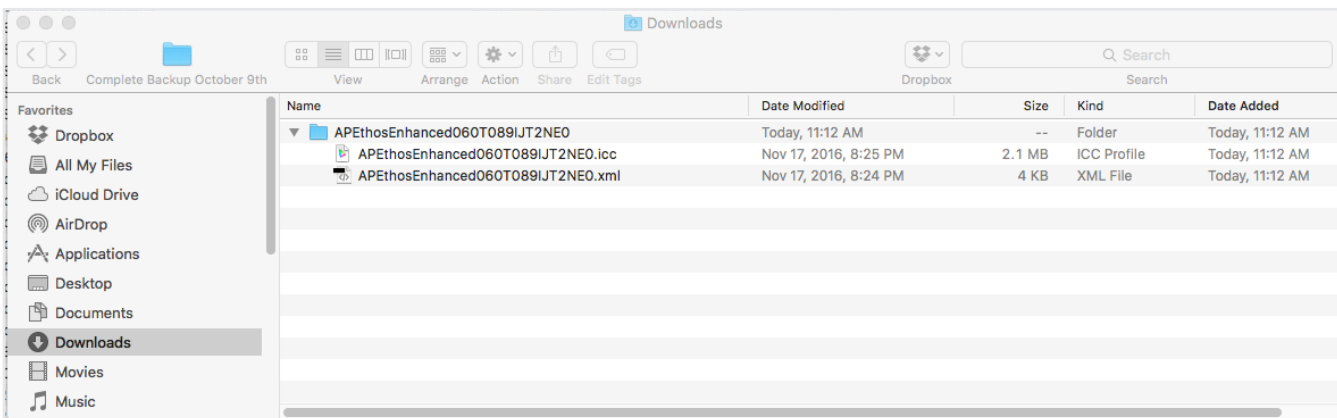 Downloads
Back Complete Backup October 9th View Arrange Action Share Edit Tags Dropbox Search
Search
Favorites
Dropbox
All My Files
iCloud Drive
AirDrop
Applications
Desktop
Documents
Downloads
Movies
Music
Name Date Modified Size Kind Date Added
APEthosEnhanced060T089IJT2NE0 Today, 11:12 AM -- Folder Today, 11:12 AM
APEthosEnhanced060T089IJT2NE0.icc Nov 17, 2016, 8:25 PM 2.1 MB ICC Profile Today, 11:12 AM
APEthosEnhanced060T089IJT2NE0.xml Nov 17, 2016, 8:24 PM 4 KB XML File Today, 11:12 AM